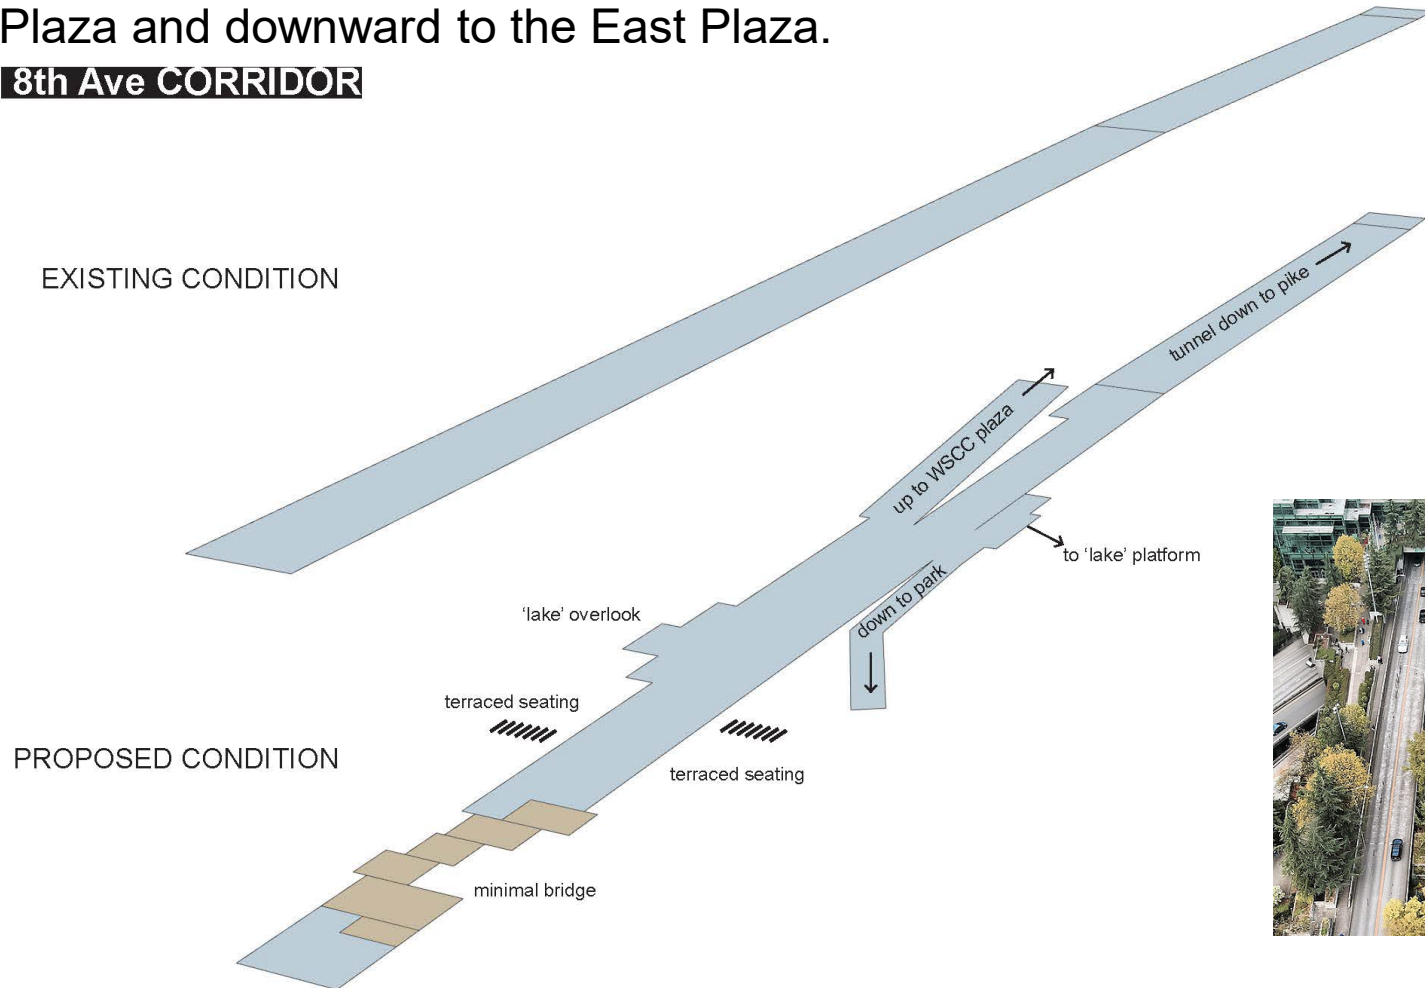 Plaza and downward to the East Plaza.
8th Ave CORRIDOR
EXISTING CONDITION
tunnel down to pike
up to WSCC plaza
to ‘lake’ platform
down to park
‘lake’ overlook
terraced seating
PROPOSED CONDITION
terraced seating
minimal bridge